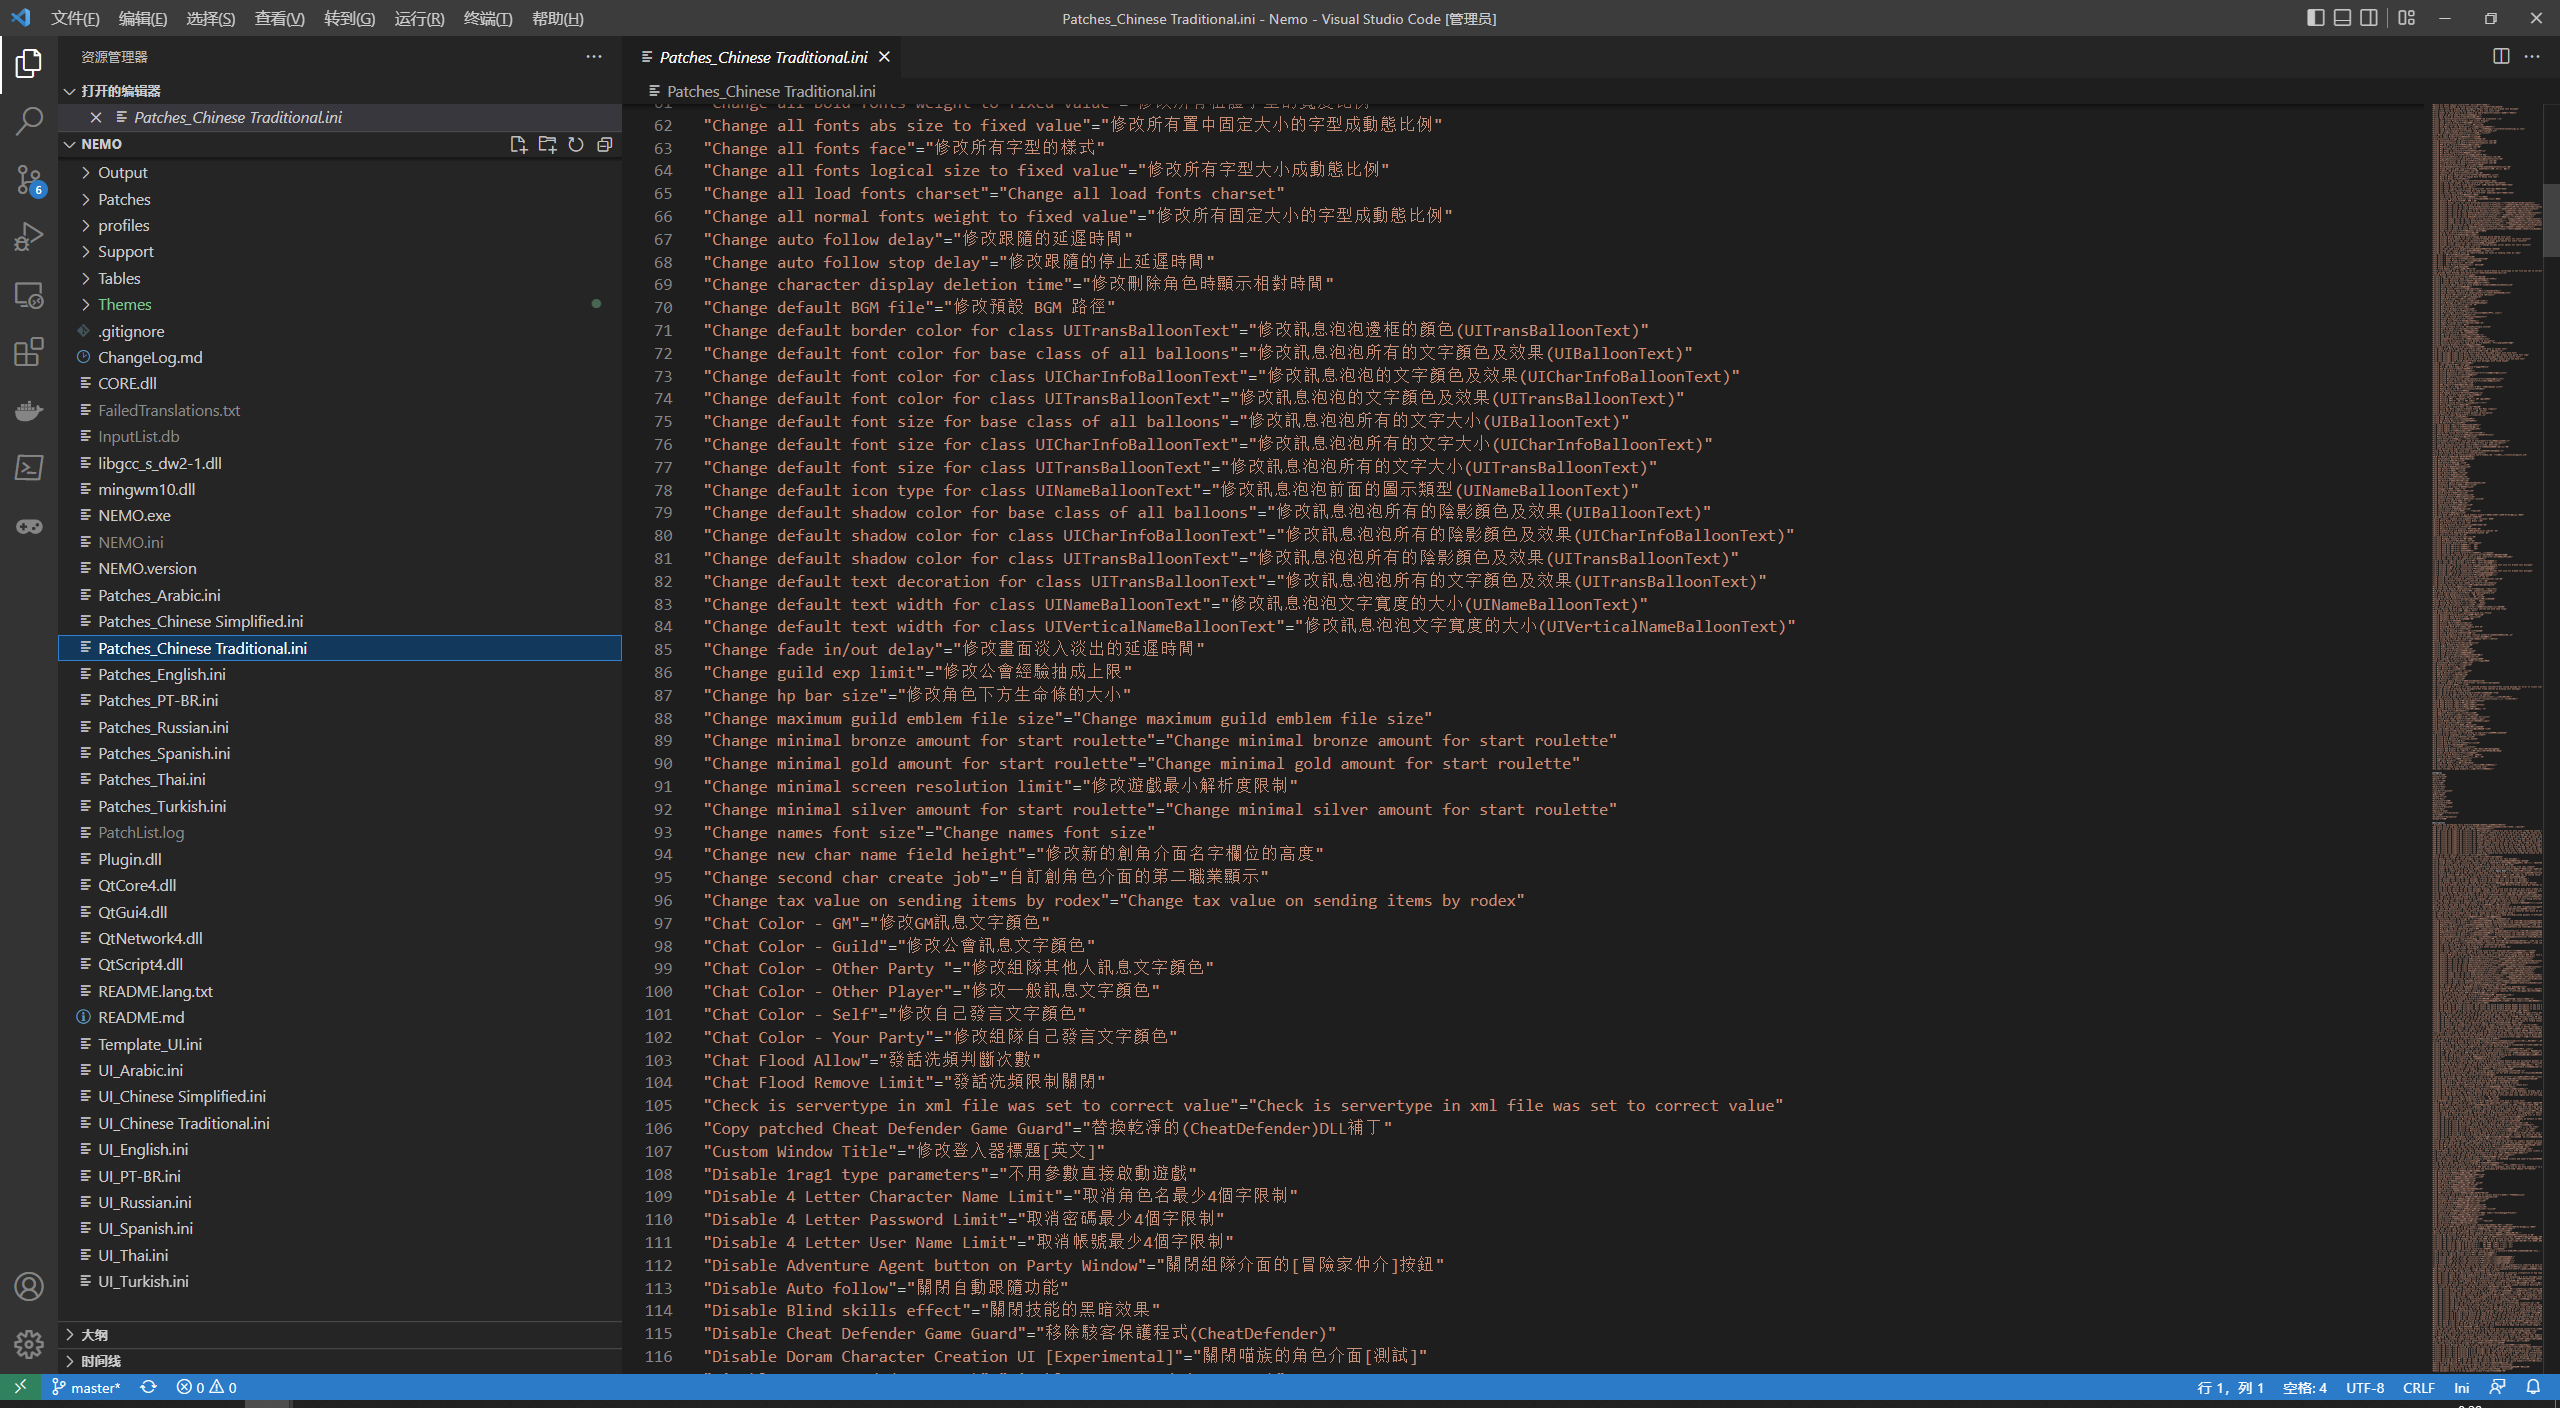 文件(F) 编辑(E) 选择(S) 查看(V) 转到(G) 运行(R) 终端(T) 帮助(H)
Patches_Chinese Traditional.ini - Nemo - Visual Studio Code [管理员]
资源管理器
打开的编辑器
Patches_Chinese Traditional.ini
NEMO
Output
Patches
profiles
Support
Tables
Themes
.gitignore
ChangeLog.md
CORE.dll
FailedTranslations.txt
InputList.db
libgcc_s_dw2-1.dll
mingwm10.dll
NEMO.exe
NEMO.ini
NEMO.version
Patches_Arabic.ini
Patches_Chinese Simplified.ini
Patches_Chinese Traditional.ini
Patches_English.ini
Patches_PT-BR.ini
Patches_Russian.ini
Patches_Spanish.ini
Patches_Thai.ini
Patches_Turkish.ini
PatchList.log
Plugin.dll
QtCore4.dll
QtGui4.dll
QtNetwork4.dll
QtScript4.dll
README.lang.txt
README.md
Template_UI.ini
UI_Arabic.ini
UI_Chinese Simplified.ini
UI_Chinese Traditional.ini
UI_English.ini
UI_PT-BR.ini
UI_Russian.ini
UI_Spanish.ini
UI_Thai.ini
UI_Turkish.ini
大纲
时间线
6
Patches_Chinese Traditional.ini
Patches_Chinese Traditional.ini
62 "Change all fonts abs size to fixed value"="修改所有置中固定大小的字型成動態比例"
63 "Change all fonts face"="修改所有字型的樣式"
64 "Change all fonts logical size to fixed value"="修改所有字型大小成動態比例"
65 "Change all load fonts charset"="Change all load fonts charset"
66 "Change all normal fonts weight to fixed value"="修改所有固定大小的字型成動態比例"
67 "Change auto follow delay"="修改跟隨的延遲時間"
68 "Change auto follow stop delay"="修改跟隨的停止延遲時間"
69 "Change character display deletion time"="修改刪除角色時顯示相對時間"
70 "Change default BGM file"="修改預設 BGM 路徑"
71 "Change default border color for class UITransBalloonText"="修改訊息泡泡邊框的顏色(UITransBalloonText)"
72 "Change default font color for base class of all balloons"="修改訊息泡泡所有的文字顏色及效果(UIBalloonText)"
73 "Change default font color for class UICharInfoBalloonText"="修改訊息泡泡的文字顏色及效果(UICharInfoBalloonText)"
74 "Change default font color for class UITransBalloonText"="修改訊息泡泡的文字顏色及效果(UITransBalloonText)"
75 "Change default font size for base class of all balloons"="修改訊息泡泡所有的文字大小(UIBalloonText)"
76 "Change default font size for class UICharInfoBalloonText"="修改訊息泡泡所有的文字大小(UICharInfoBalloonText)"
77 "Change default font size for class UITransBalloonText"="修改訊息泡泡所有的文字大小(UITransBalloonText)"
78 "Change default icon type for class UINameBalloonText"="修改訊息泡泡前面的圖示類型(UINameBalloonText)"
79 "Change default shadow color for base class of all balloons"="修改訊息泡泡所有的陰影顏色及效果(UIBalloonText)"
80 "Change default shadow color for class UICharInfoBalloonText"="修改訊息泡泡所有的陰影顏色及效果(UICharInfoBalloonText)"
81 "Change default shadow color for class UITransBalloonText"="修改訊息泡泡所有的陰影顏色及效果(UITransBalloonText)"
82 "Change default text decoration for class UITransBalloonText"="修改訊息泡泡所有的文字顏色及效果(UITransBalloonText)"
83 "Change default text width for class UINameBalloonText"="修改訊息泡泡文字寬度的大小(UINameBalloonText)"
84 "Change default text width for class UIVerticalNameBalloonText"="修改訊息泡泡文字寬度的大小(UIVerticalNameBalloonText)"
85 "Change fade in/out delay"="修改畫面淡入淡出的延遲時間"
86 "Change guild exp limit"="修改公會經驗抽成上限"
87 "Change hp bar size"="修改角色下方生命條的大小"
88 "Change maximum guild emblem file size"="Change maximum guild emblem file size"
89 "Change minimal bronze amount for start roulette"="Change minimal bronze amount for start roulette"
90 "Change minimal gold amount for start roulette"="Change minimal gold amount for start roulette"
91 "Change minimal screen resolution limit"="修改遊戲最小解析度限制"
92 "Change minimal silver amount for start roulette"="Change minimal silver amount for start roulette"
93 "Change names font size"="Change names font size"
94 "Change new char name field height"="修改新的創角介面名字欄位的高度"
95 "Change second char create job"="自訂創角色介面的第二職業顯示"
96 "Change tax value on sending items by rodex"="Change tax value on sending items by rodex"
97 "Chat Color - GM"="修改GM訊息文字顏色"
98 "Chat Color - Guild"="修改公會訊息文字顏色"
99 "Chat Color - Other Party "="修改組隊其他人訊息文字顏色"
100 "Chat Color - Other Player"="修改一般訊息文字顏色"
101 "Chat Color - Self"="修改自己發言文字顏色"
102 "Chat Color - Your Party"="修改組隊自己發言文字顏色"
103 "Chat Flood Allow"="發話洗頻判斷次數"
104 "Chat Flood Remove Limit"="發話洗頻限制關閉"
105 "Check is servertype in xml file was set to correct value"="Check is servertype in xml file was set to correct value"
106 "Copy patched Cheat Defender Game Guard"="替換乾淨的(CheatDefender)DLL補丁"
107 "Custom Window Title"="修改登入器標題[英文]"
108 "Disable 1rag1 type parameters"="不用參數直接啟動遊戲"
109 "Disable 4 Letter Character Name Limit"="取消角色名最少4個字限制"
110 "Disable 4 Letter Password Limit"="取消密碼最少4個字限制"
111 "Disable 4 Letter User Name Limit"="取消帳號最少4個字限制"
112 "Disable Adventure Agent button on Party Window"="關閉組隊介面的[冒險家仲介]按鈕"
113 "Disable Auto follow"="關閉自動跟隨功能"
114 "Disable Blind skills effect"="關閉技能的黑暗效果"
115 "Disable Cheat Defender Game Guard"="移除駭客保護程式(CheatDefender)"
116 "Disable Doram Character Creation UI [Experimental]"="關閉喵族的角色介面[測試]"
master* 0 0
行 1，列 1 空格: 4 UTF-8 CRLF Ini